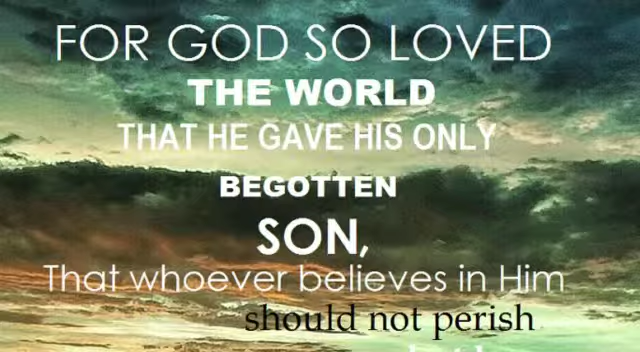 FOR GOD SO LOVED
THE WORLD
THAT HE GAVE HIS ONLY
BEGOTTEN
SON,
That whoever believes in Him
should not perish